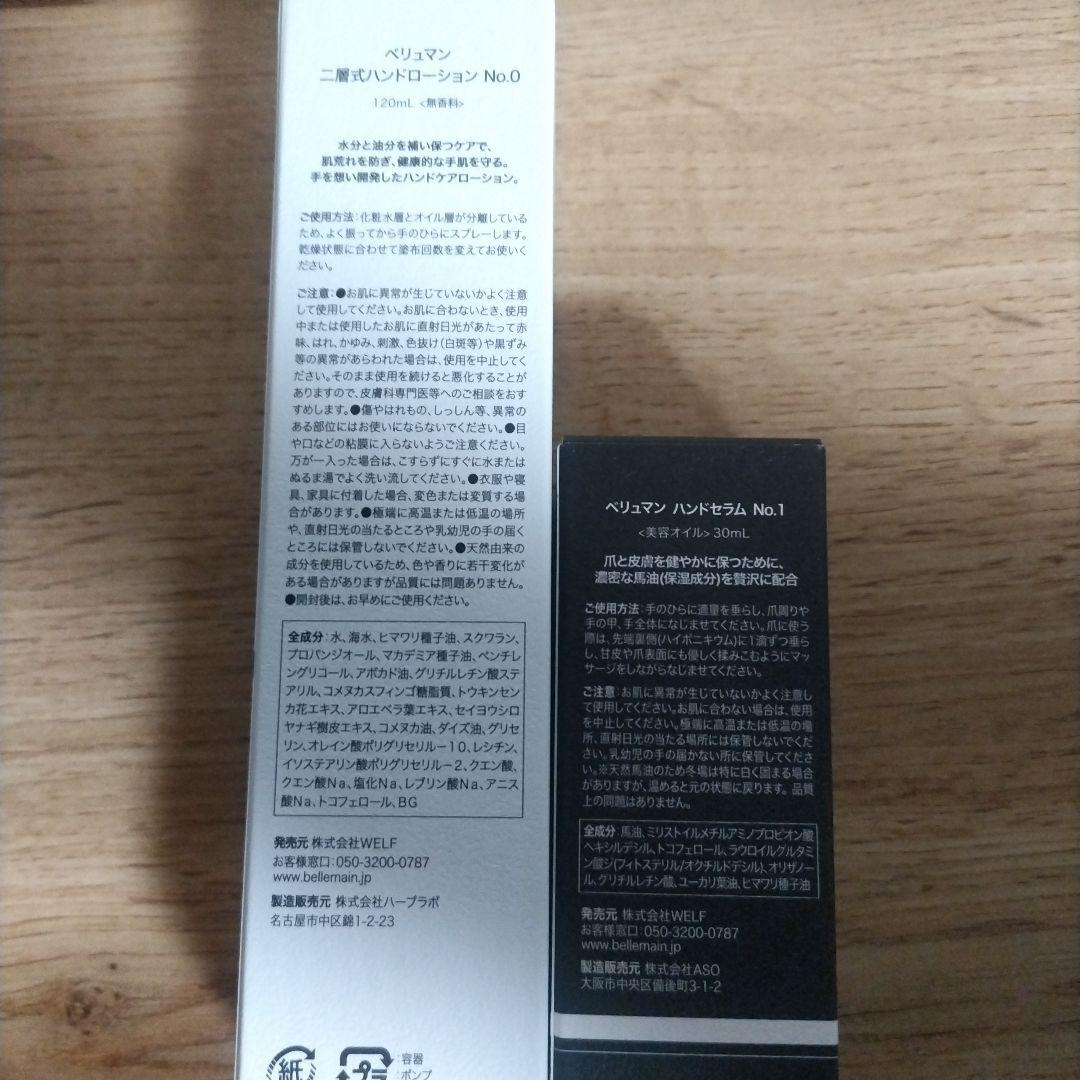 ベリュマン
二層式ハンドローション No.0
120mL <無香料>
水分と油分を補い保つケアで、
肌荒れを防ぎ、健康的な手肌を守る。
手を想い開発したハンドケアローション。
ご使用方法：化粧水層とオイル層が分離している
ため、よく振ってから手のひらにスプレーします。
乾燥状態に合わせて塗布回数を変えてお使いく
ださい。
ご注意：●お肌に異常が生じていないかよく注意
して使用してください。お肌に合わないとき、使用
中または使用したお肌に直射日光があたって赤
味、はれ、かゆみ、刺激、色抜け（白斑等）や黒ずみ
等の異常があらわれた場合は、使用を中止してく
ださい。そのまま使用を続けると悪化することが
ありますので、皮膚科専門医等へのご相談をおす
すめします。●傷やはれもの、しっしん等、異常の
ある部位にはお使いにならないでください。●目
や口などの粘膜に入らないようご注意ください。
万が一入った場合は、こすらずにすぐに水または
ぬるま湯でよく洗い流してください。●衣服や寝
具、家具に付着した場合、変色または変質する場
合があります。●極端に高温または低温の場所
や、直射日光の当たるところや乳幼児の手の届く
ところには保管しないでください。●天然由来の
成分を使用しているため、色や香りに若干変化が
ある場合がありますが品質には問題ありません。
●開封後は、お早めにご使用ください。
全成分：水、海水、ヒマワリ種子油、スクワラン、
プロパンジオール、マカデミア種子油、ペンチレ
ングリコール、アボカド油、グリチルレチン酸ステ
アリル、コメヌカスフィンゴ糖脂質、トウキンセン
カ花エキス、アロエベラ葉エキス、セイヨウシロ
ヤナギ樹皮エキス、コメヌカ油、ダイズ油、グリセ
リン、オレイン酸ポリグリセリル－10、レシチン、
イソステアリン酸ポリグリセリル－2、クエン酸、
クエン酸Na、塩化Na、レブリン酸Na、アニス
酸Na、トコフェロール、BG
発売元 株式会社WELF
お客様窓口：050-3200-0787
www.bellemain.jp
製造販売元 株式会社ハーブラボ
名古屋市中区錦1-2-23
紙
プラ
：容器
：ポンプ
ベリュマン ハンドセラム No.1
<美容オイル> 30mL
爪と皮膚を健やかに保つために、
濃密な馬油(保湿成分)を贅沢に配合
ご使用方法：手のひらに適量を垂らし、爪周りや
手の甲、手全体になじませてください。爪に使う
際は、先端裏側(ハイポニキウム)に1滴ずつ垂ら
し、甘皮や爪表面にも優しく揉みこむようにマッ
サージをしながらなじませてください。
ご注意：お肌に異常が生じていないかよく注意し
て使用してください。お肌に合わない場合は、使用
を中止してください。極端に高温または低温の場
所、直射日光の当る場所には保管しないでくだ
さい。乳幼児の手の届かない所に保管してくださ
い。※天然馬油のため冬場は特に白く固まる場合
がありますが、温めると元の状態に戻ります。品質
上の問題はありません。
全成分：馬油、ミリストイルメチルアミノプロピオン酸
ヘキシルデシル、トコフェロール、ラウロイルグルタミ
ン酸ジ(フィトステリル/オクチルドデシル)、オリザノー
ル、グリチルレチン酸、ユーカリ葉油、ヒマワリ種子油
発売元 株式会社WELF
お客様窓口：050-3200-0787
www.bellemain.jp
製造販売元 株式会社ASO
大阪市中央区備後町3-1-2